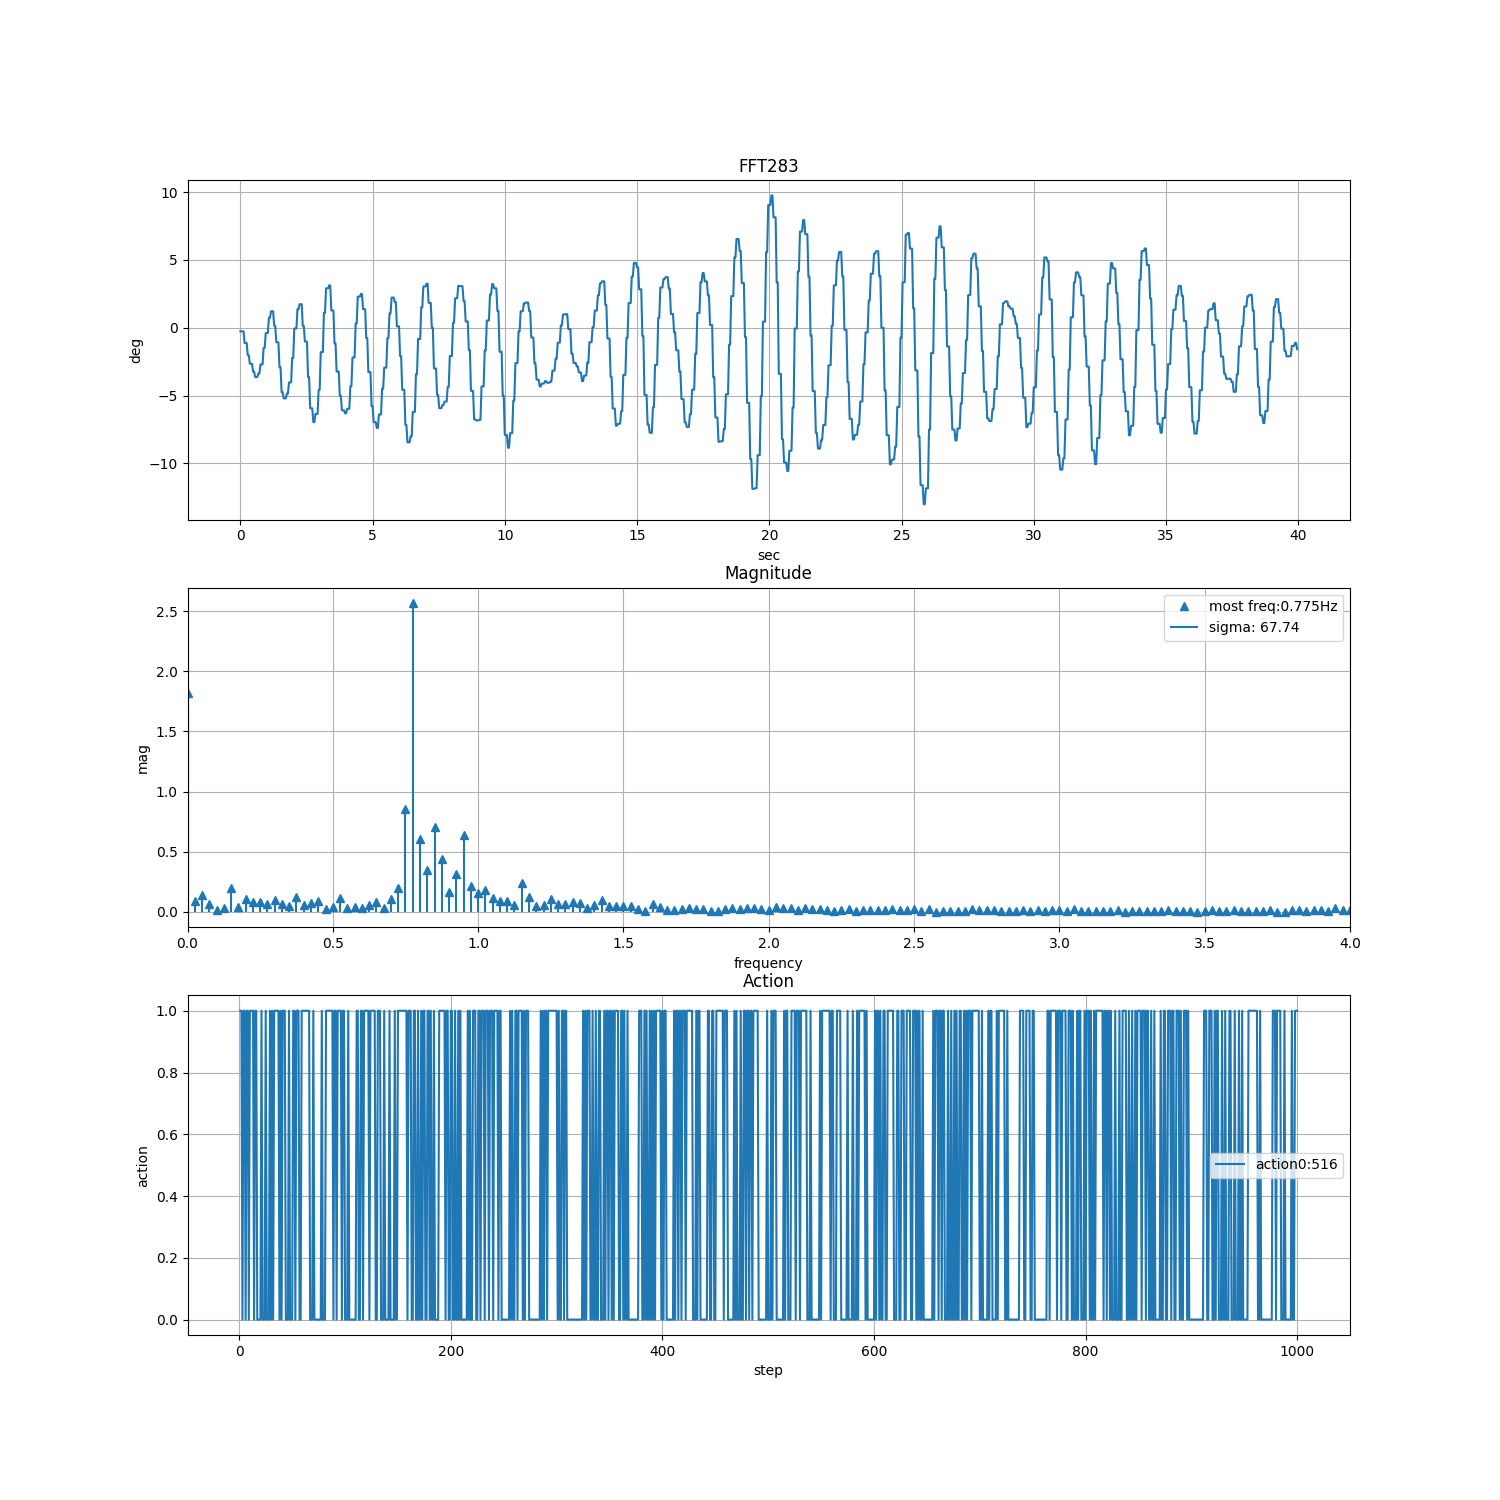 FFT283
10
5
0
−5
−10
deg
0 5 10 15 20 25 30 35 40
sec
Magnitude
2.5
2.0
1.5
1.0
0.5
0.0
mag
most freq:0.775Hz
sigma: 67.74
0.0 0.5 1.0 1.5 2.0 2.5 3.0 3.5 4.0
frequency
Action
1.0
0.8
0.6
0.4
0.2
0.0
action
action0:516
0 200 400 600 800 1000
step